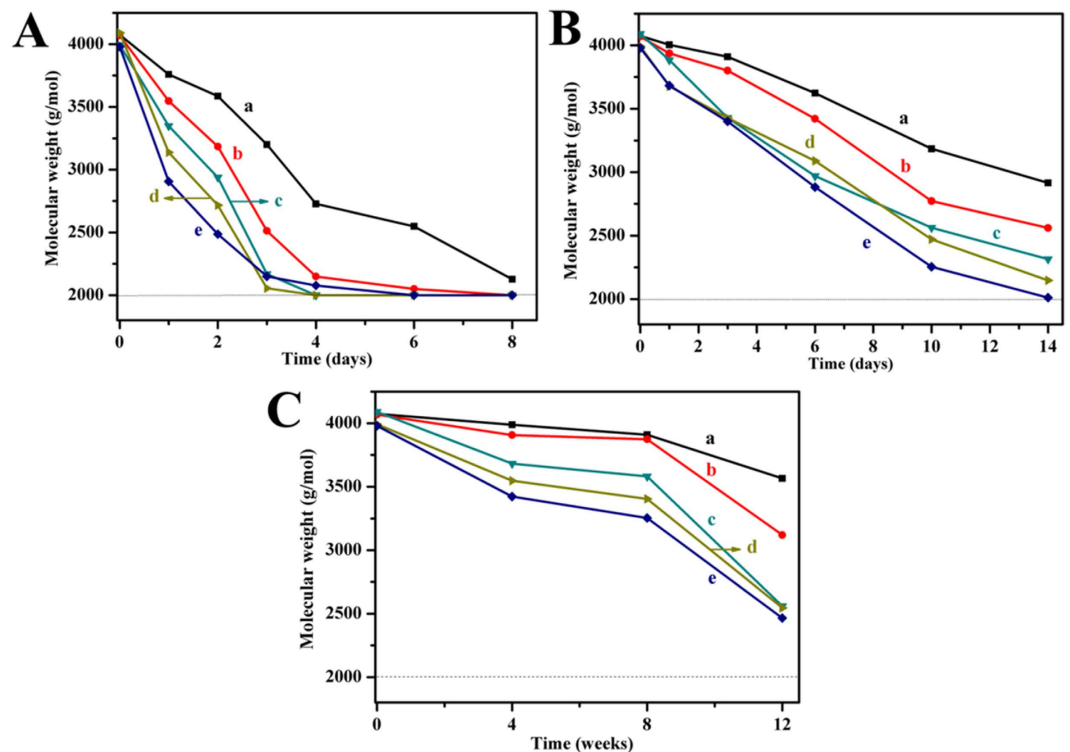 A
Molecular weight (g/mol)
4000
3500
3000
2500
2000
a
b
c
d
e
0
2
4
6
8
Time (days)
B
Molecular weight (g/mol)
4000
3500
3000
2500
2000
a
b
d
c
e
0
2
4
6
8
10
12
14
Time (days)
C
Molecular weight (g/mol)
4000
3500
3000
2500
2000
a
b
c
d
e
0
4
8
12
Time (weeks)